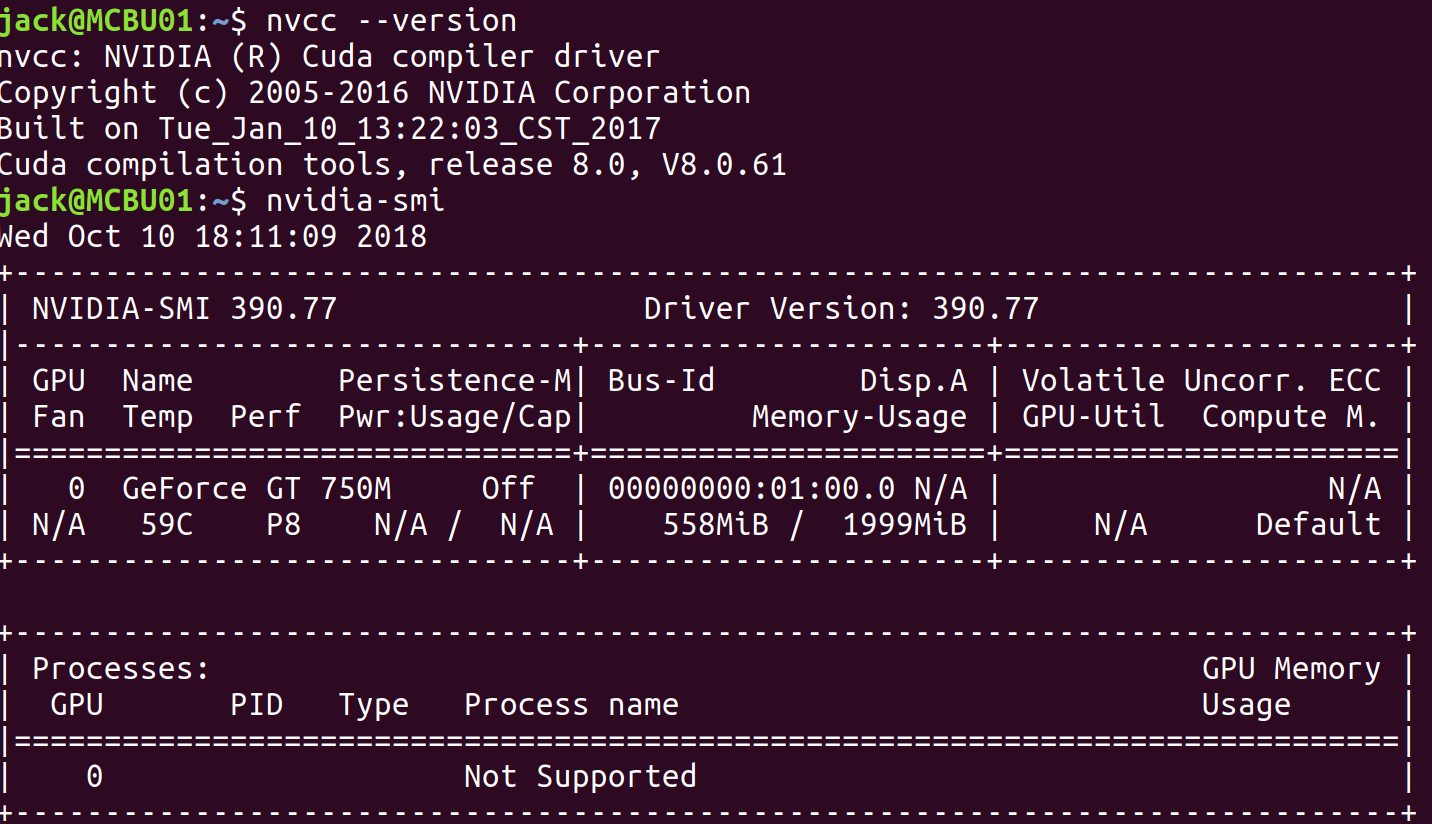 jack@MCBU01:~$ nvcc --version
nvcc: NVIDIA (R) Cuda compiler driver
Copyright (c) 2005-2016 NVIDIA Corporation
Built on Tue_Jan_10_13:22:03_CST_2017
Cuda compilation tools, release 8.0, V8.0.61
jack@MCBU01:~$ nvidia-smi
Wed Oct 10 18:11:09 2018
+-----------------------------------------------------------------------------+
| NVIDIA-SMI 390.77                 Driver Version: 390.77                    |
|-------------------------------+----------------------+----------------------+
| GPU  Name        Persistence-M| Bus-Id        Disp.A | Volatile Uncorr. ECC |
| Fan  Temp  Perf  Pwr:Usage/Cap|         Memory-Usage | GPU-Util  Compute M. |
|===============================+======================+======================|
|   0  GeForce GT 750M     Off  | 00000000:01:00.0 N/A |                  N/A |
| N/A   59C    P8    N/A /  N/A |    558MiB /  1999MiB |     N/A      Default |
+-------------------------------+----------------------+----------------------+
+-----------------------------------------------------------------------------+
| Processes:                                                       GPU Memory |
|  GPU       PID   Type   Process name                             Usage      |
|=============================================================================|
|    0                    Not Supported                                       |
+-----------------------------------------------------------------------------+